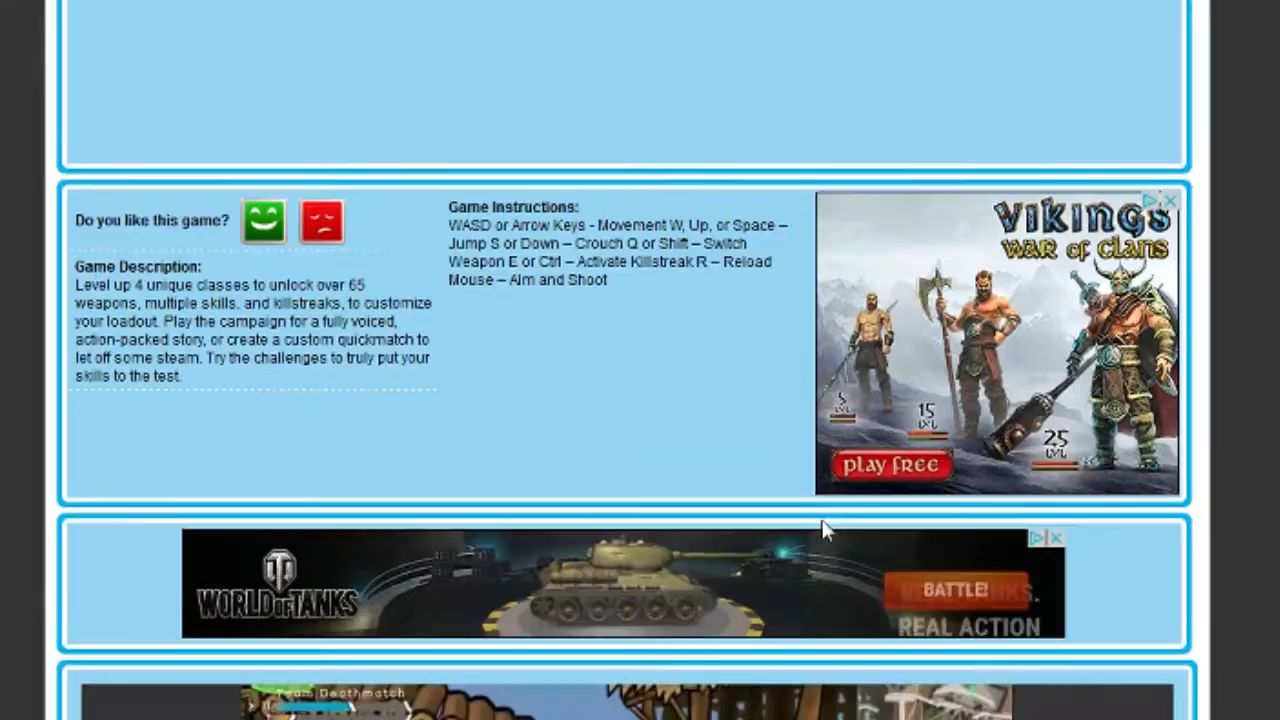 Do you like this game?
Game Description:
Level up 4 unique classes to unlock over 65
weapons, multiple skills, and killstreaks, to customize
your loadout. Play the campaign for a fully voiced,
action-packed story, or create a custom quickmatch to
let off some steam. Try the challenges to truly put your
skills to the test.
Game Instructions:
WASD or Arrow Keys - Movement W, Up, or Space –
Jump S or Down – Crouch Q or Shift – Switch
Weapon E or Ctrl – Activate Killstreak R – Reload
Mouse – Aim and Shoot
VIKINGS
WAR OF CLANS
5
LVL
15
LVL
25
LVL
PLAY FREE
WORLD OF TANKS
BATTLE!
REAL ACTION
Team Deathmatch